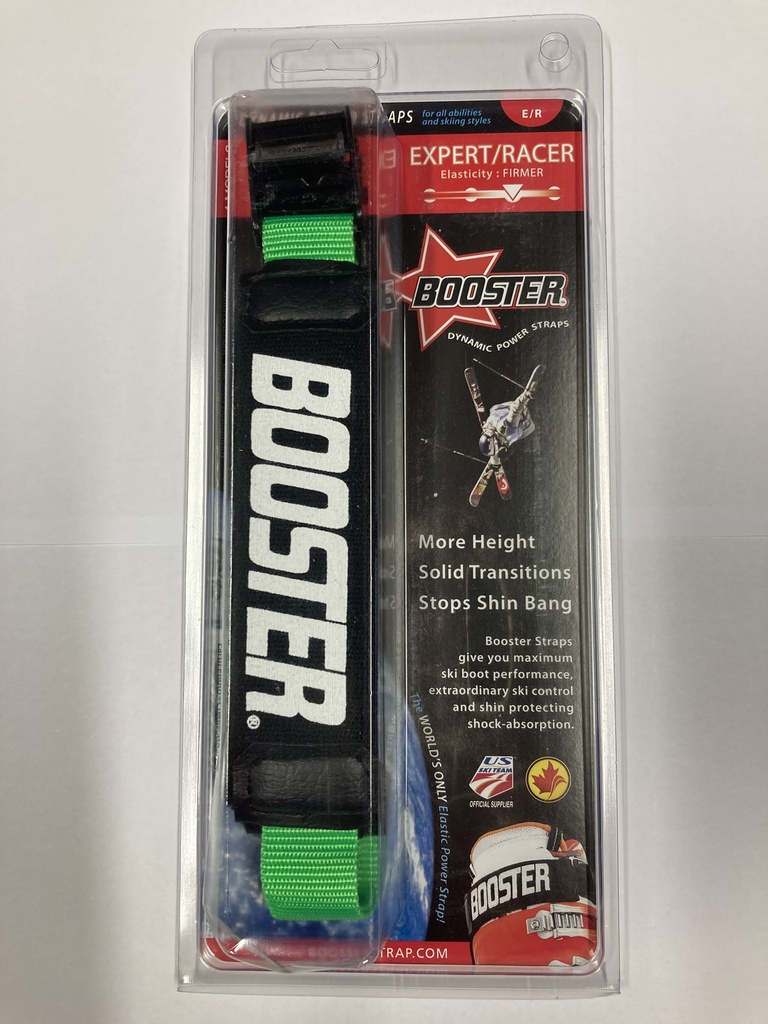 APS
for all abilities
and skiing styles
E/R
EXPERT/RACER
Elasticity : FIRMER
BOOSTER
DYNAMIC POWER STRAPS
BOOSTER®
More Height
Solid Transitions
Stops Shin Bang
Booster Straps
give you maximum
ski boot performance,
extraordinary ski control
and shin protecting
shock-absorption.
The WORLD'S ONLY Elastic Power Strap!
US
SKI TEAM
OFFICIAL SUPPLIER
BOOSTER
TRAP.COM